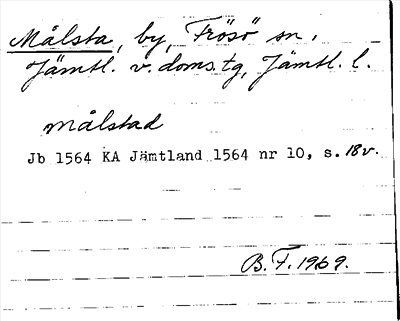 Målsta, by, Frösö sn,
Jämtl. v. doms.tg, Jämtl. l.
målstad
Jb 1564 KA Jämtland 1564 nr 10, s. 18v.
B.F. 1969.